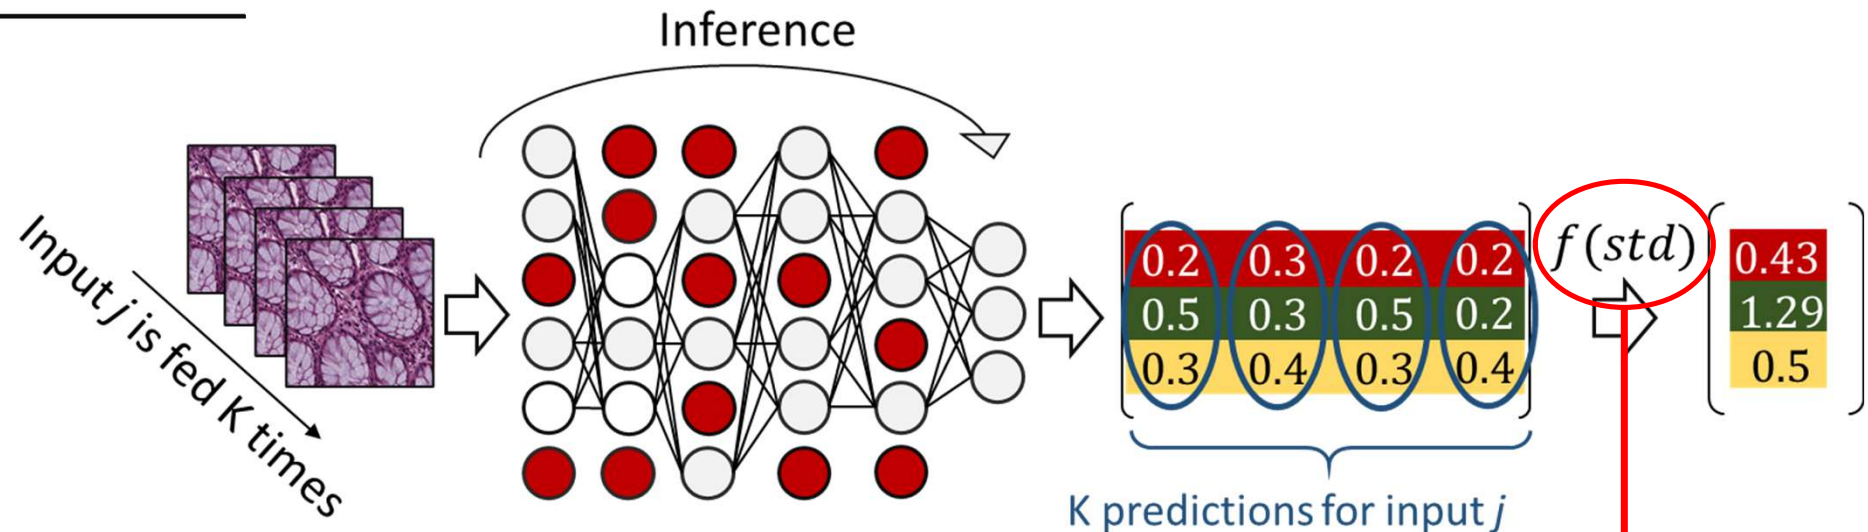 Inference
Input j is fed K times
0.2 0.3 0.2 0.2
0.5 0.3 0.5 0.2
0.3 0.4 0.3 0.4
f(std)
0.43
1.29
0.5
K predictions for input j